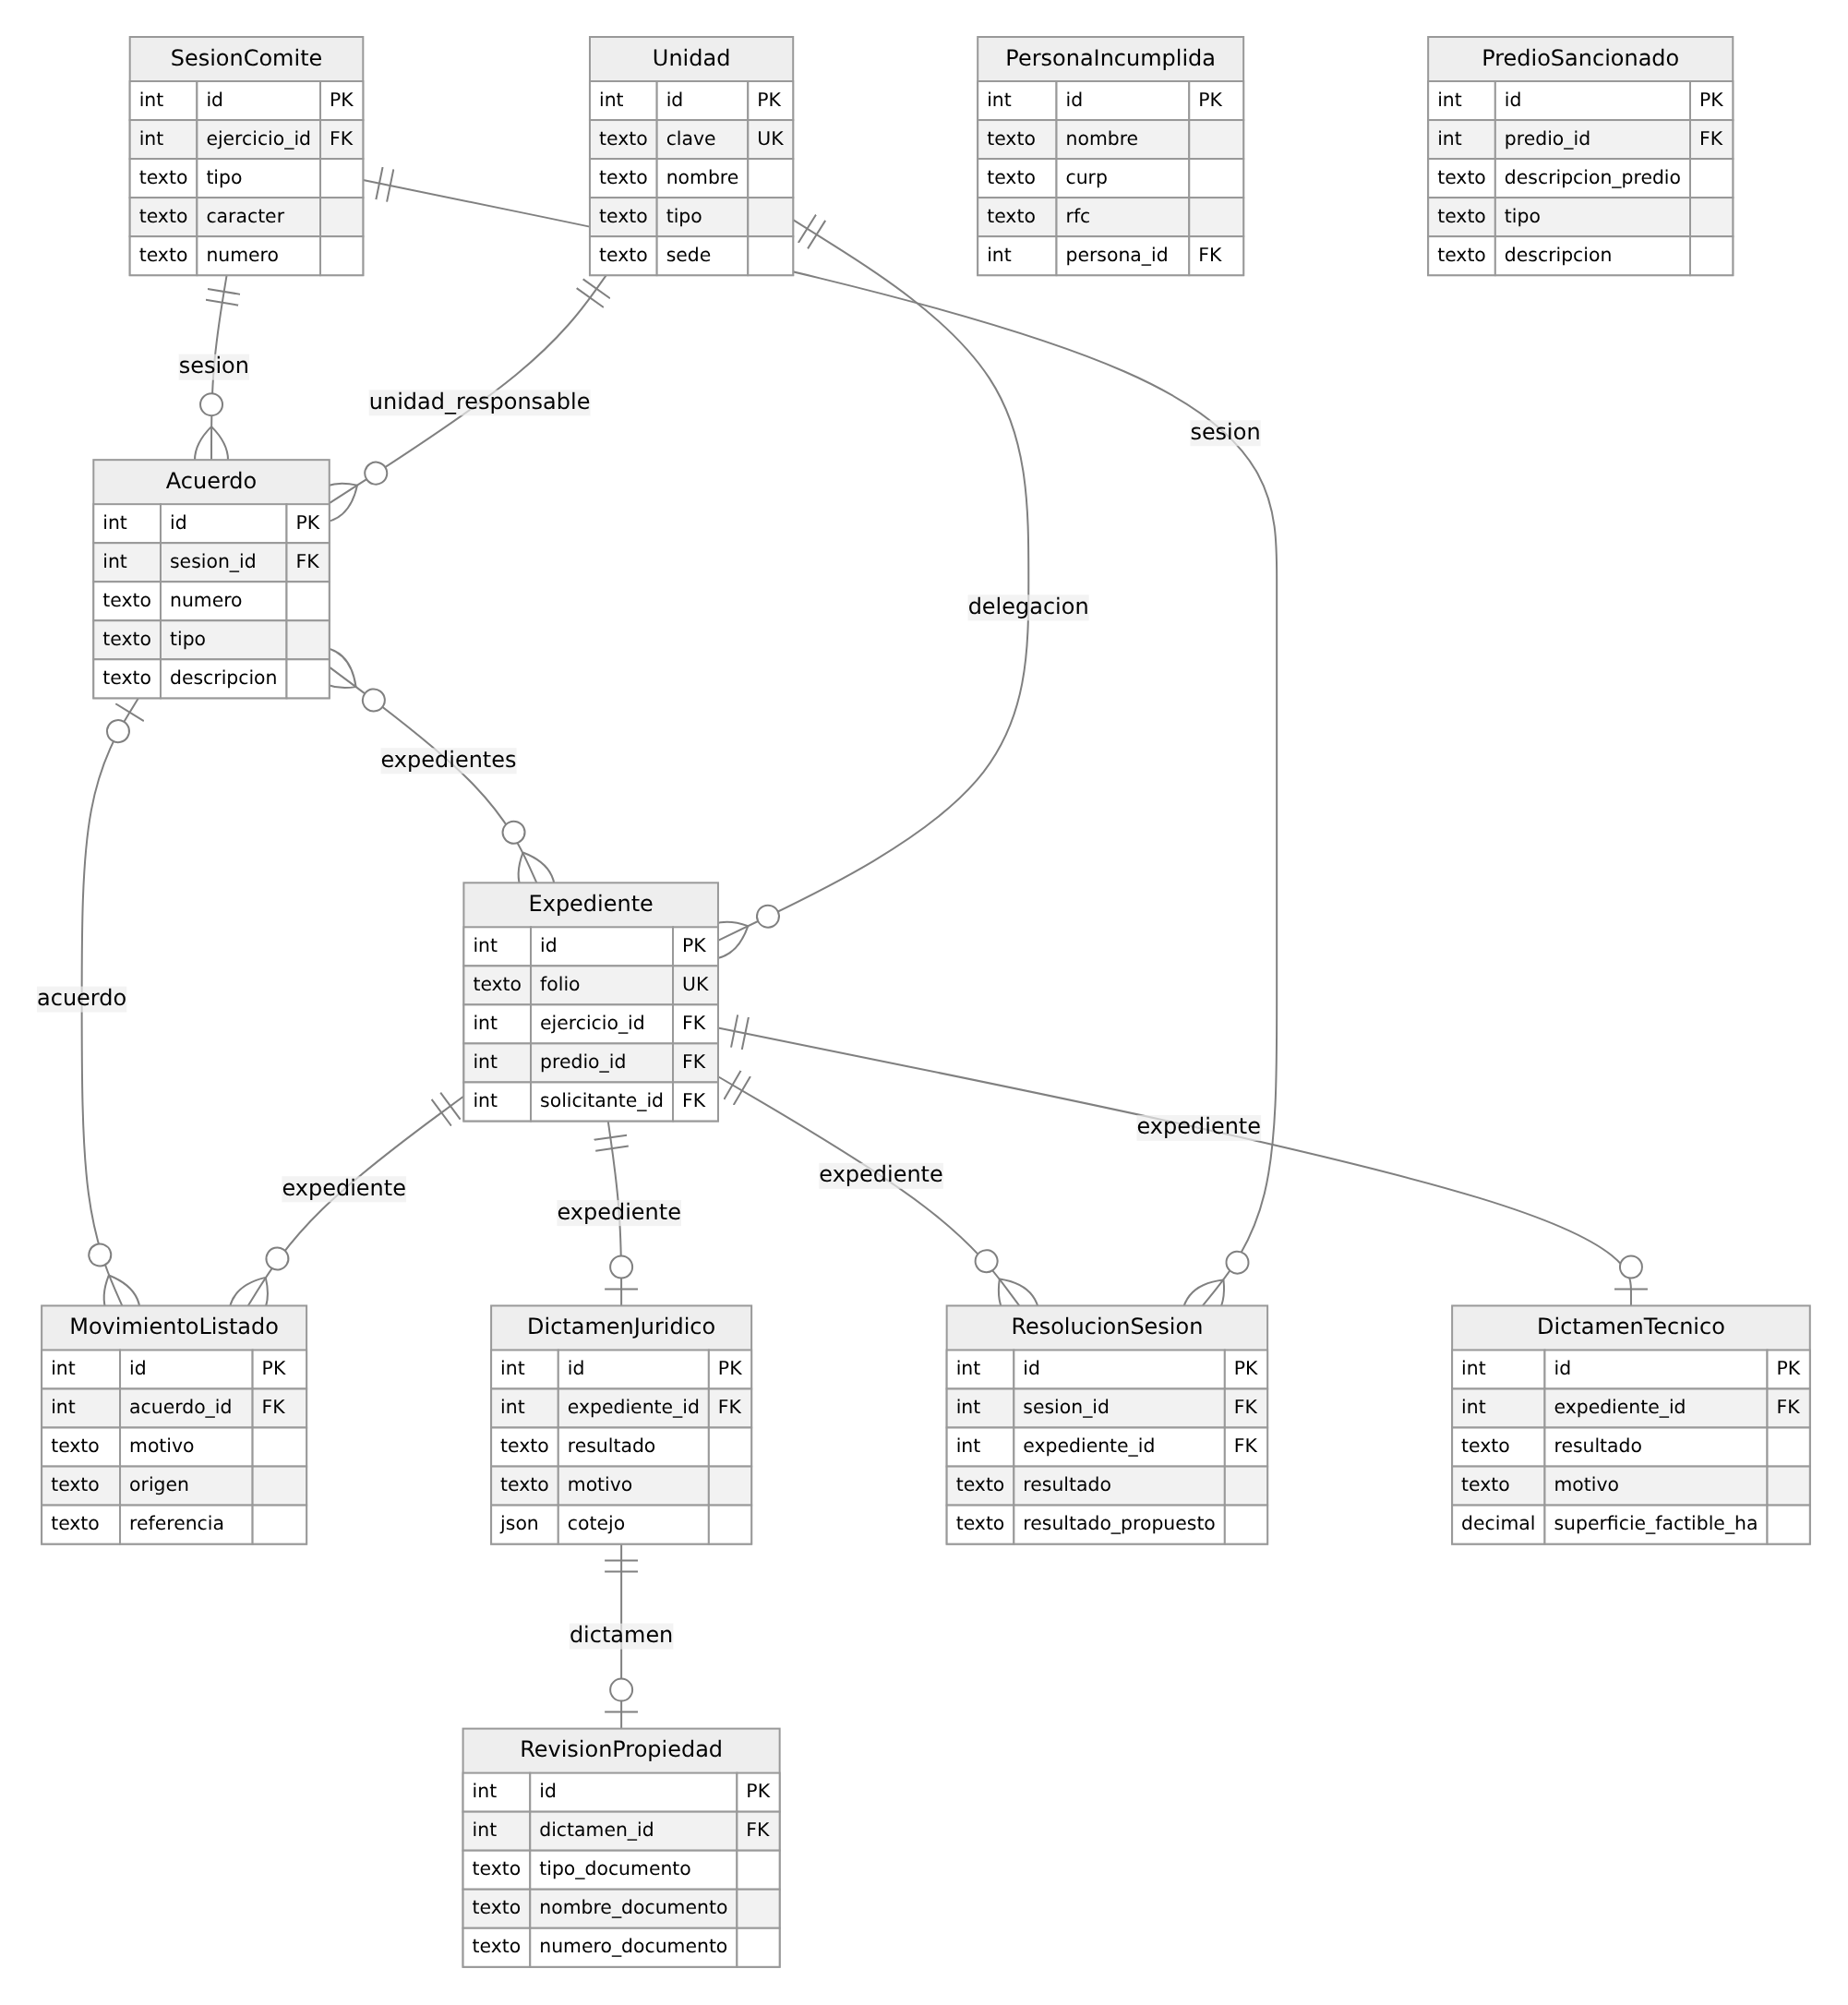 SesionComite
int id PK
int ejercicio_id FK
texto tipo
texto caracter
texto numero
Unidad
int id PK
texto clave UK
texto nombre
texto tipo
texto sede
PersonaIncumplida
int id PK
texto nombre
texto curp
texto rfc
int persona_id FK
PredioSancionado
int id PK
int predio_id FK
texto descripcion_predio
texto tipo
texto descripcion
sesion
unidad_responsable
sesion
Acuerdo
int id PK
int sesion_id FK
texto numero
texto tipo
texto descripcion
delegacion
expedientes
Expediente
int id PK
texto folio UK
int ejercicio_id FK
int predio_id FK
int solicitante_id FK
acuerdo
expediente
expediente
expediente
expediente
MovimientoListado
int id PK
int acuerdo_id FK
texto motivo
texto origen
texto referencia
DictamenJuridico
int id PK
int expediente_id FK
texto resultado
texto motivo
json cotejo
ResolucionSesion
int id PK
int sesion_id FK
int expediente_id FK
texto resultado
texto resultado_propuesto
DictamenTecnico
int id PK
int expediente_id FK
texto resultado
texto motivo
decimal superficie_factible_ha
dictamen
RevisionPropiedad
int id PK
int dictamen_id FK
texto tipo_documento
texto nombre_documento
texto numero_documento